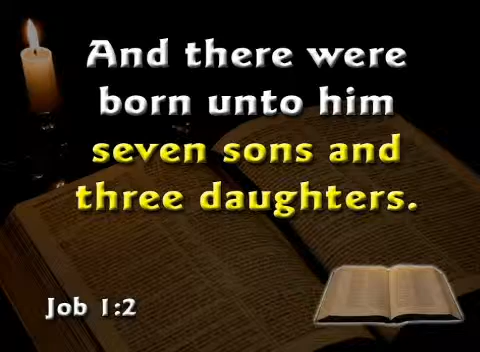 And there were
born unto him
seven sons and
three daughters.
Job 1:2